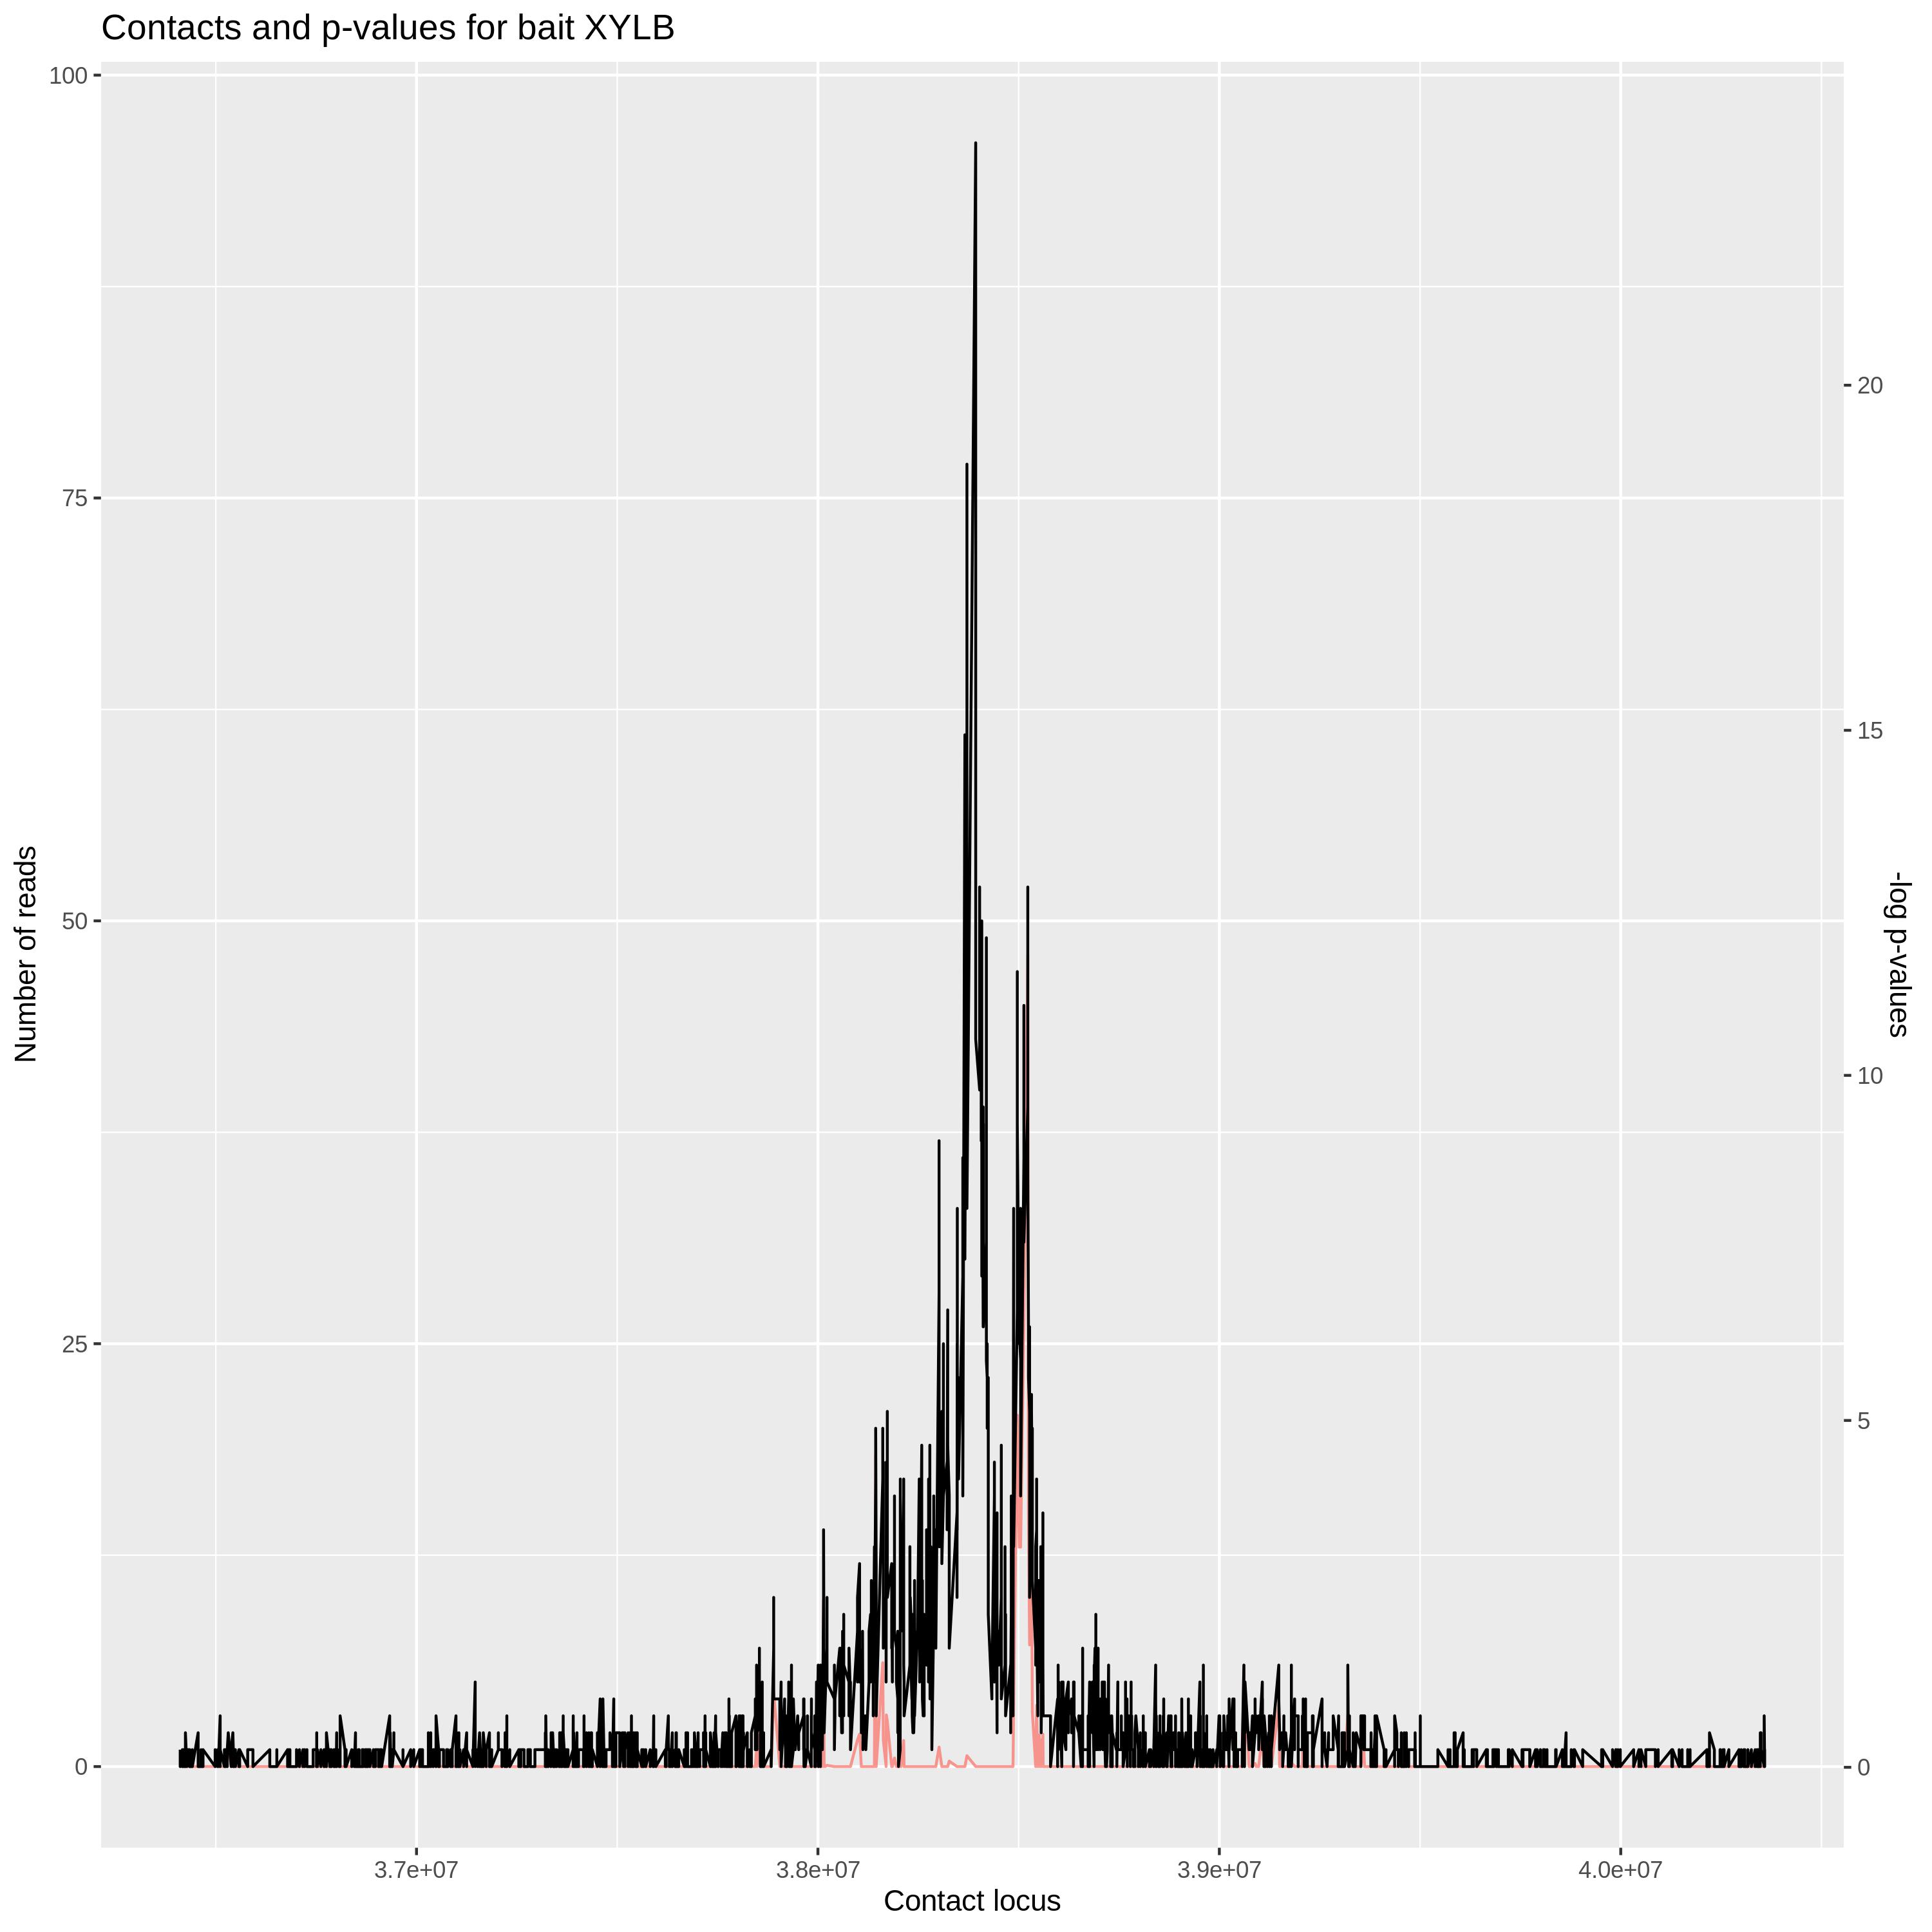 Contacts and p-values for bait XYLB
100
75
50
25
0
Number of reads
20
15
10
5
0
-log p-values
3.7e+07
3.8e+07
3.9e+07
4.0e+07
Contact locus